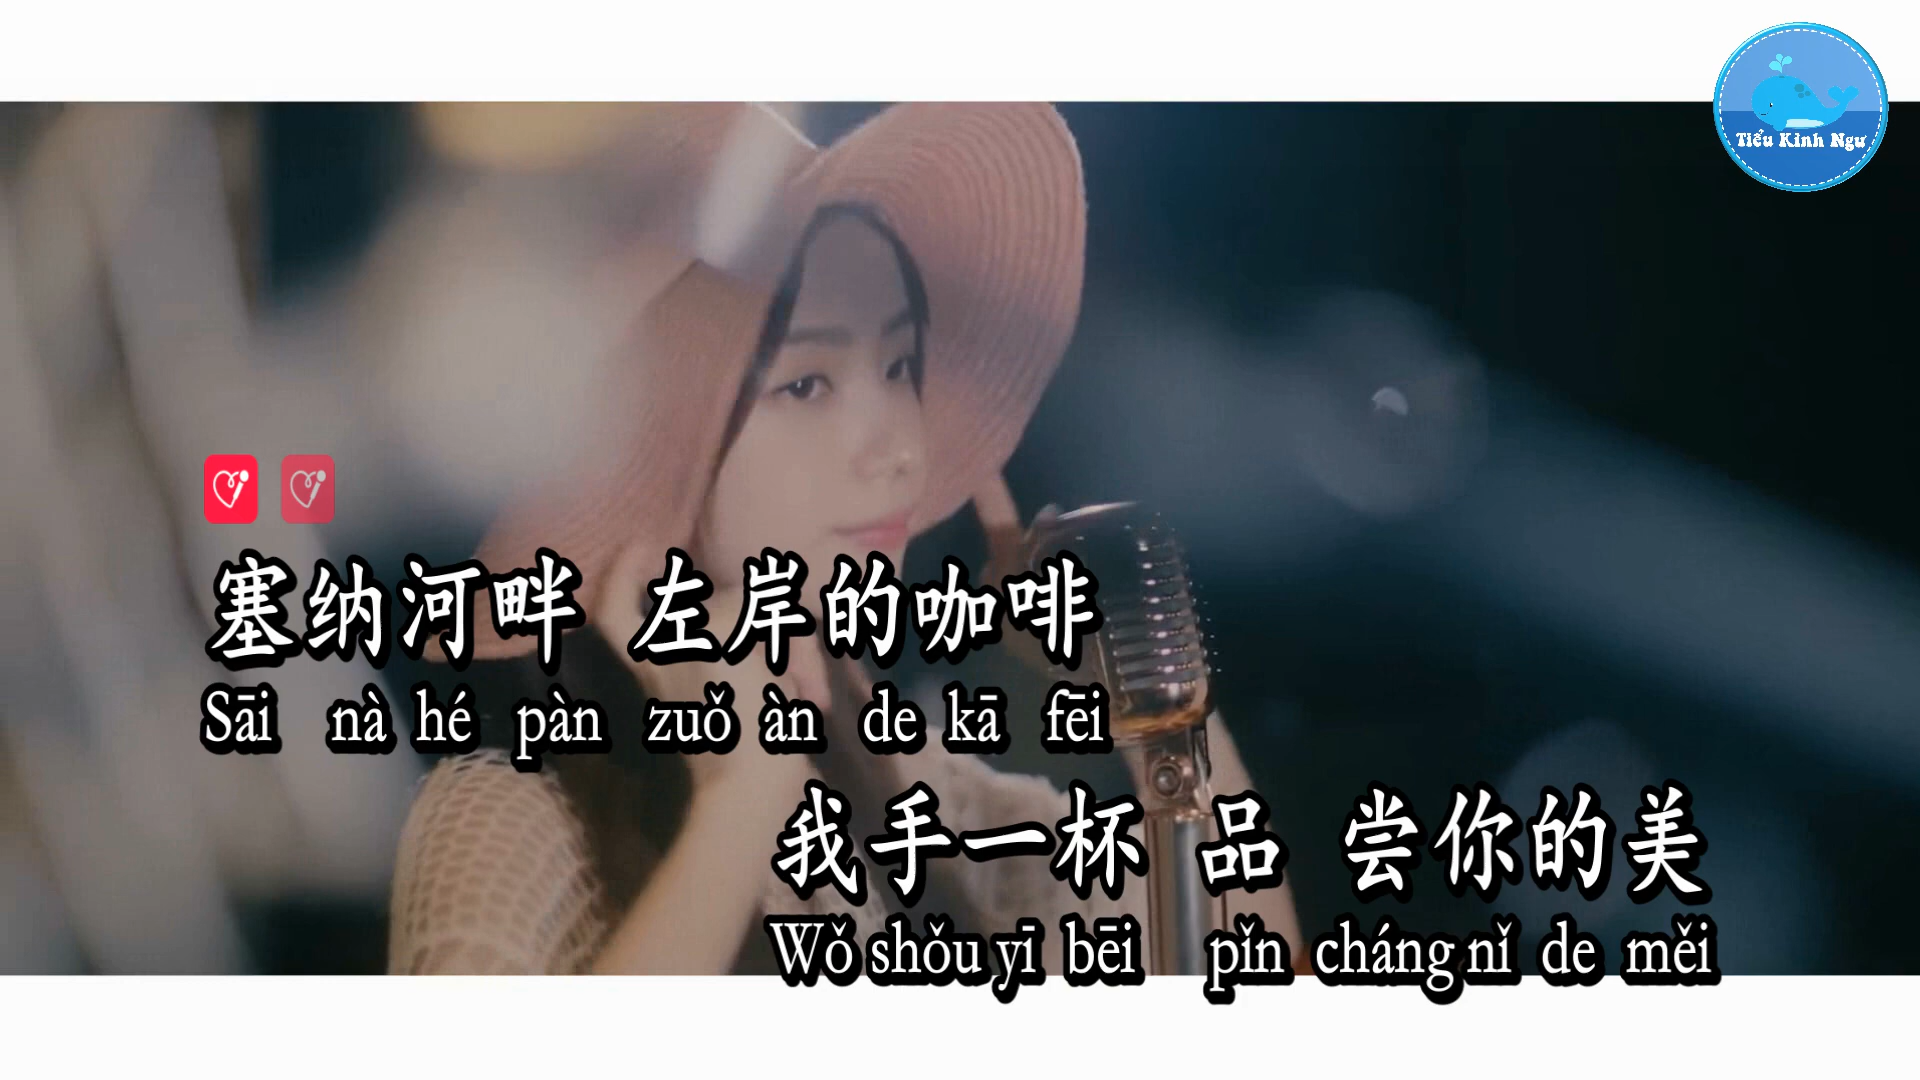 Tiểu Kình Ngư
塞纳河畔 左岸的咖啡
Sāi nà hé pàn zuǒ àn de kā fēi
我手一杯 品 尝你的美
Wǒ shǒu yī bēi pǐn cháng nǐ de měi